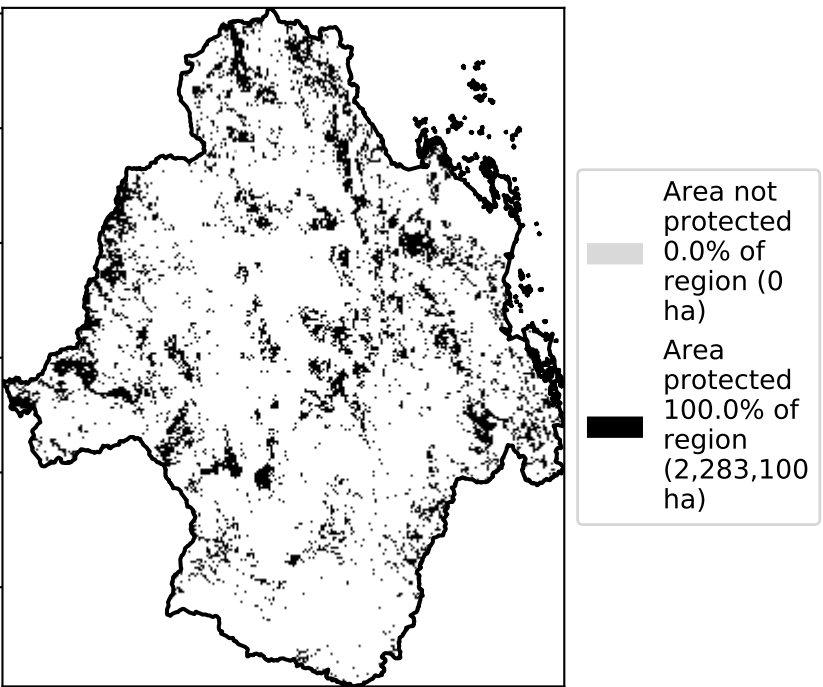 Area not
protected
0.0% of
region (0
ha)
Area
protected
100.0% of
region
(2,283,100
ha)